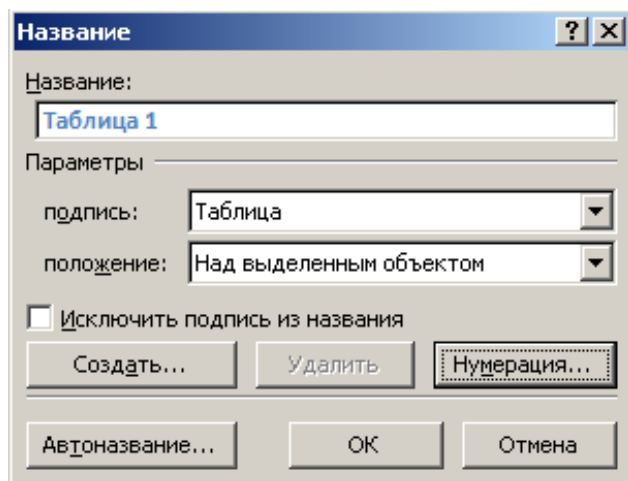 Название
Название:
Таблица 1
Параметры
подпись: Таблица
положение: Над выделенным объектом
Исключить подпись из названия
Создать... Удалить Нумерация...
Автоназвание... ОК Отмена